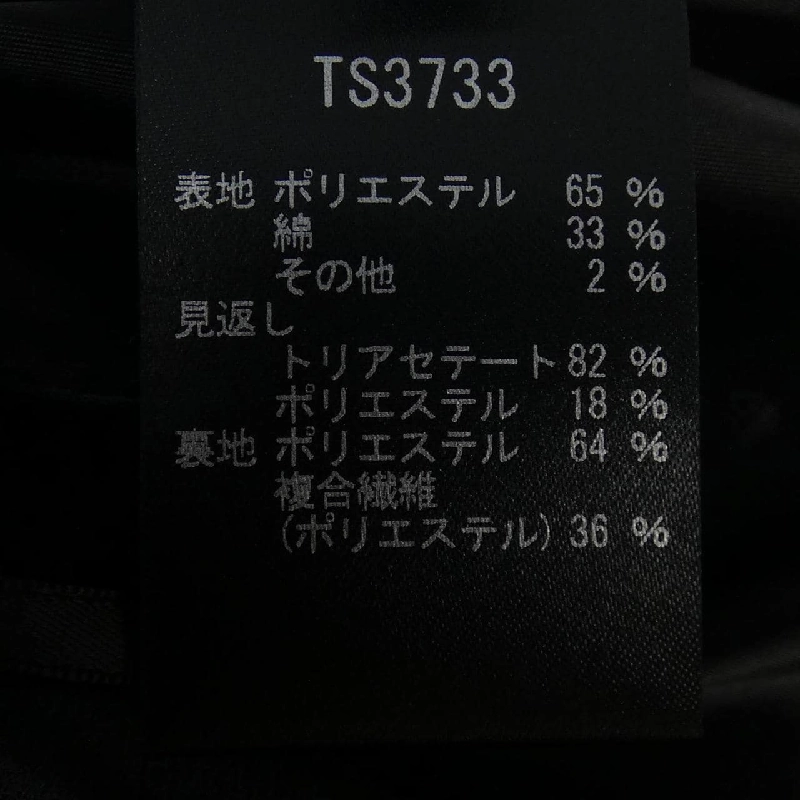 TS3733
表地 ポリエステル 65 %
綿 33 %
その他 2 %
見返し
トリアセテート 82 %
ポリエステル 18 %
裏地 ポリエステル 64 %
複合繊維
(ポリエステル) 36 %